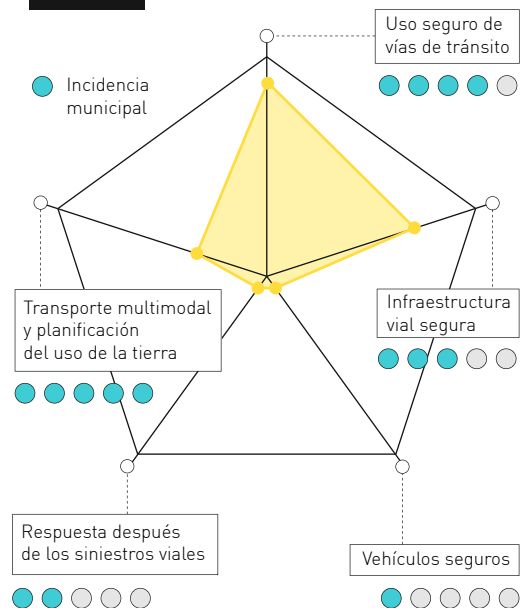 Uso seguro de
vías de tránsito
Incidencia
municipal
Transporte multimodal
y planificación
del uso de la tierra
Infraestructura
vial segura
Respuesta después
de los siniestros viales
Vehículos seguros